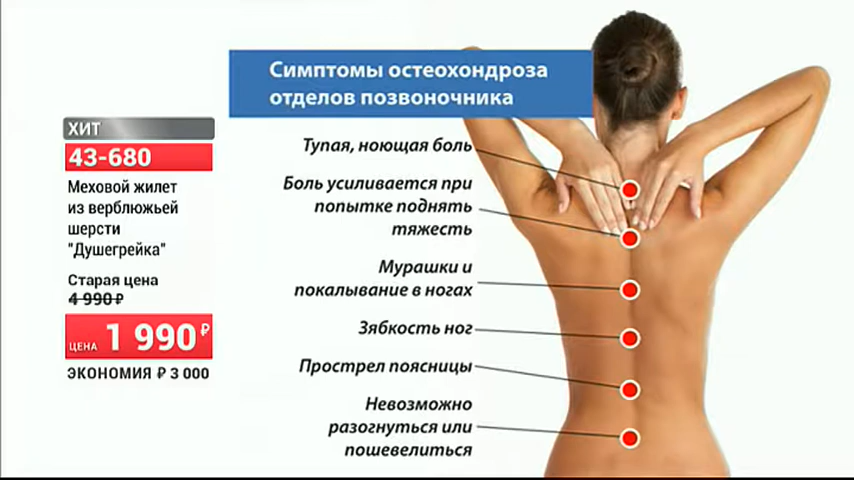 Симптомы остеохондроза
отделов позвоночника
ХИТ
43-680
Меховой жилет
из верблюжьей
шерсти
"Душегрейка"
Старая цена
4 990 ₽
ЦЕНА 1 990 ₽
ЭКОНОМИЯ ₽ 3 000
Тупая, ноющая боль
Боль усиливается при
попытке поднять
тяжесть
Мурашки и
покалывание в ногах
Зябкость ног
Прострел поясницы
Невозможно
разогнуться или
пошевелиться